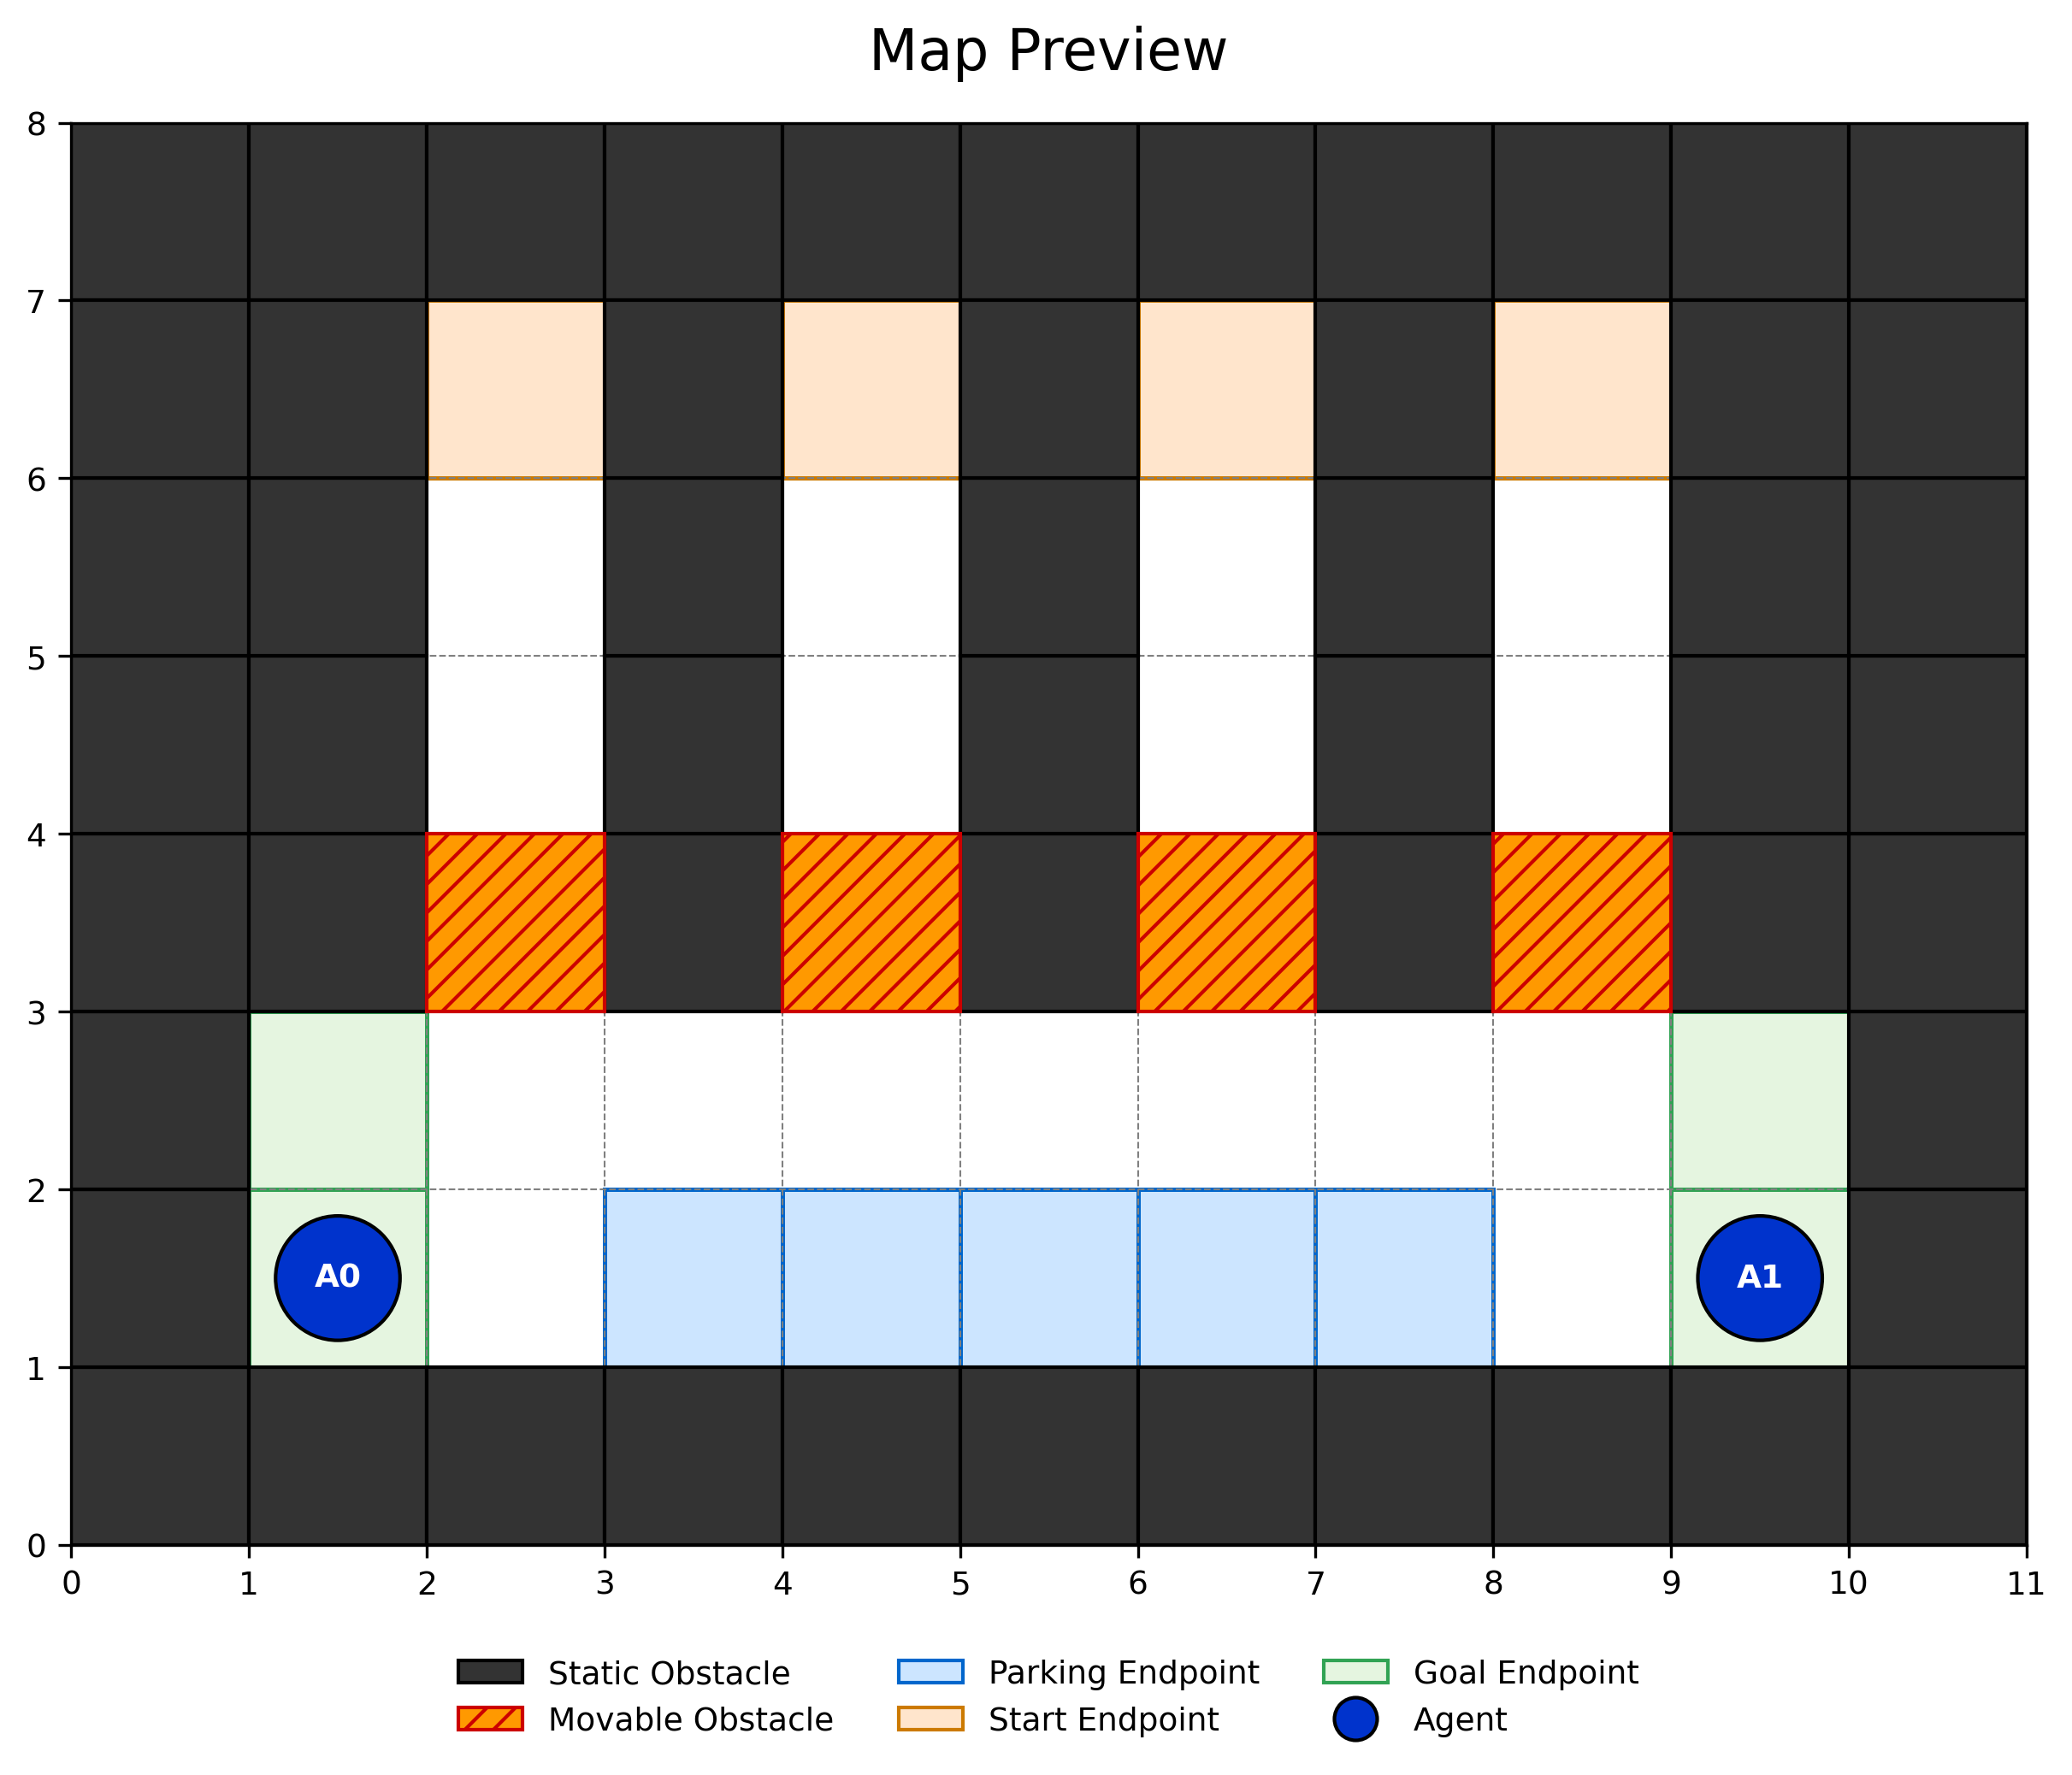 Map Preview
8
7
6
5
4
3
2
A0
A1
1
0
0 1 2 3 4 5 6 7 8 9 10 11
Static Obstacle Parking Endpoint Goal Endpoint
Movable Obstacle Start Endpoint Agent